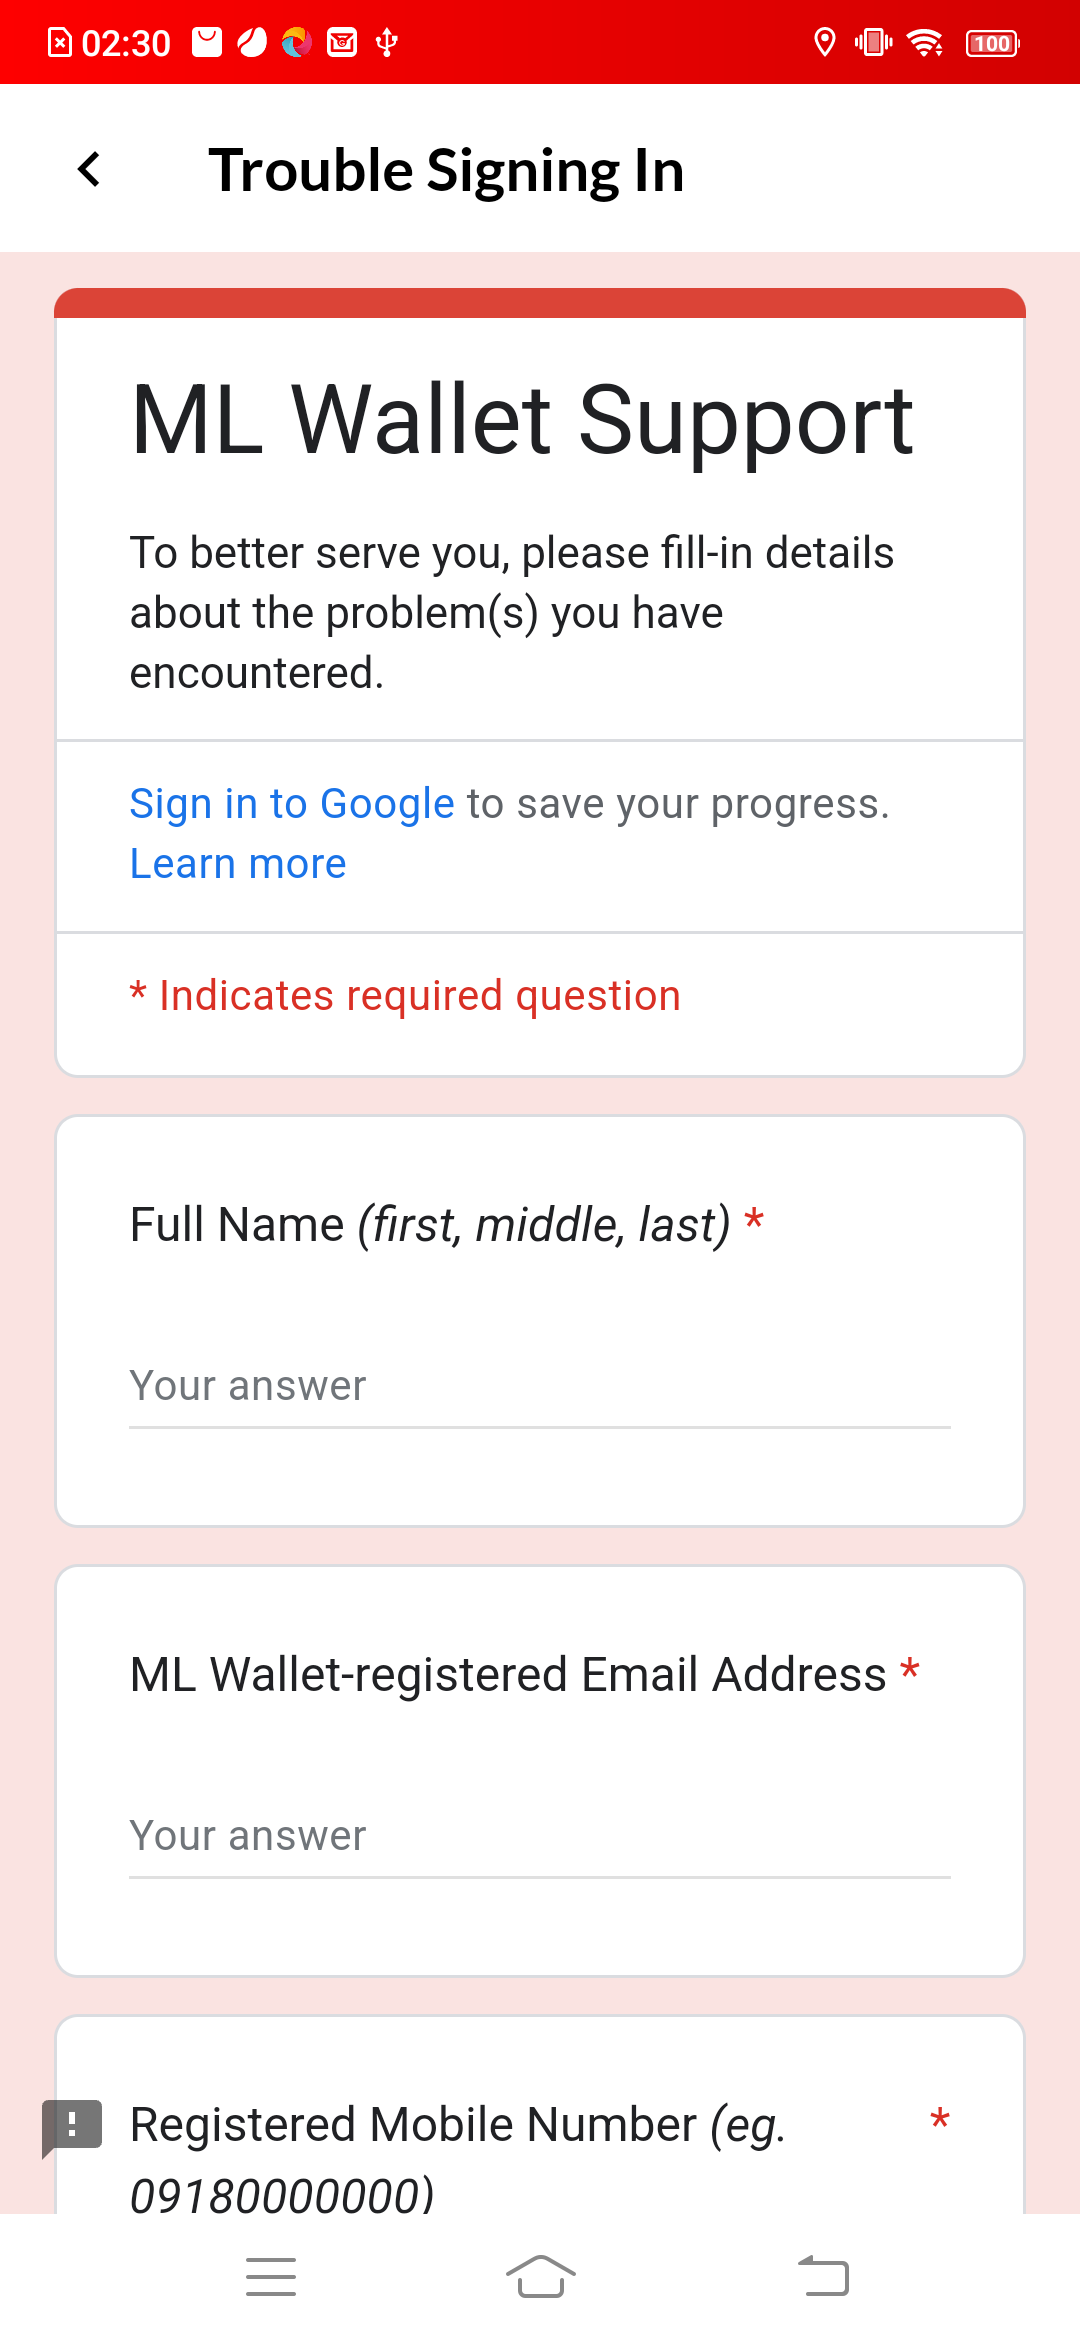 02:30
100
Trouble Signing In
ML Wallet Support
To better serve you, please fill-in details
about the problem(s) you have
encountered.
Sign in to Google to save your progress.
Learn more
* Indicates required question
Full Name (first, middle, last) *
Your answer
ML Wallet-registered Email Address *
Your answer
Registered Mobile Number (eg. *
09180000000)